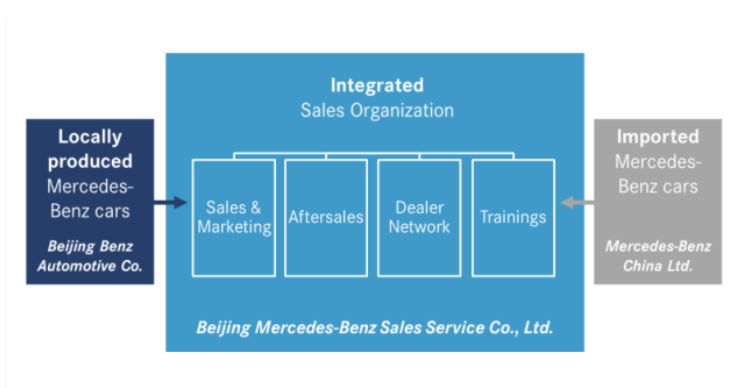 Integrated
Sales Organization
Locally
produced
Mercedes-
Benz cars
Beijing Benz
Automotive Co.
Sales &
Marketing
Aftersales
Dealer
Network
Trainings
Imported
Mercedes-
Benz cars
Mercedes-Benz
China Ltd.
Beijing Mercedes-Benz Sales Service Co., Ltd.